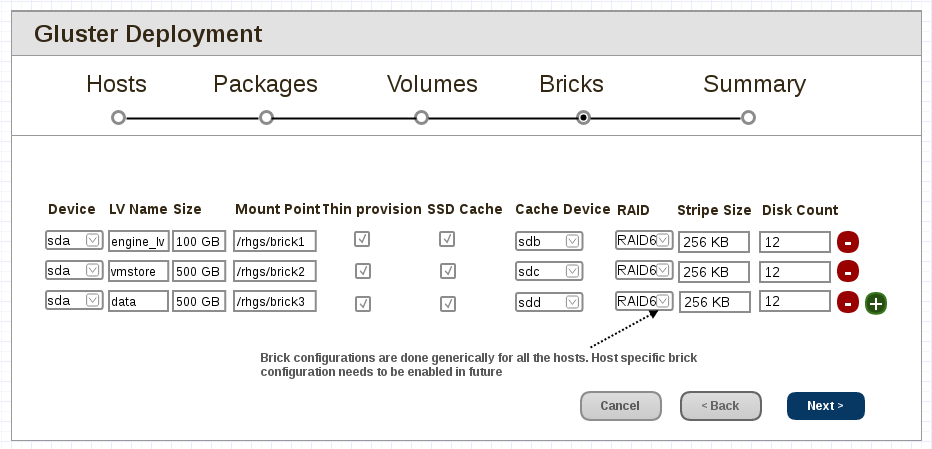 Gluster Deployment
Hosts Packages Volumes Bricks Summary
Device LV Name Size Mount Point Thin provision SSD Cache Cache Device RAID Stripe Size Disk Count
sda engine_lv 100 GB /rhgs/brick1 sdb RAID6 256 KB 12 -
sda vmstore 500 GB /rhgs/brick2 sdc RAID6 256 KB 12 -
sda data 500 GB /rhgs/brick3 sdd RAID6 256 KB 12 - +
Brick configurations are done generically for all the hosts. Host specific brick
configuration needs to be enabled in future
Cancel < Back Next >